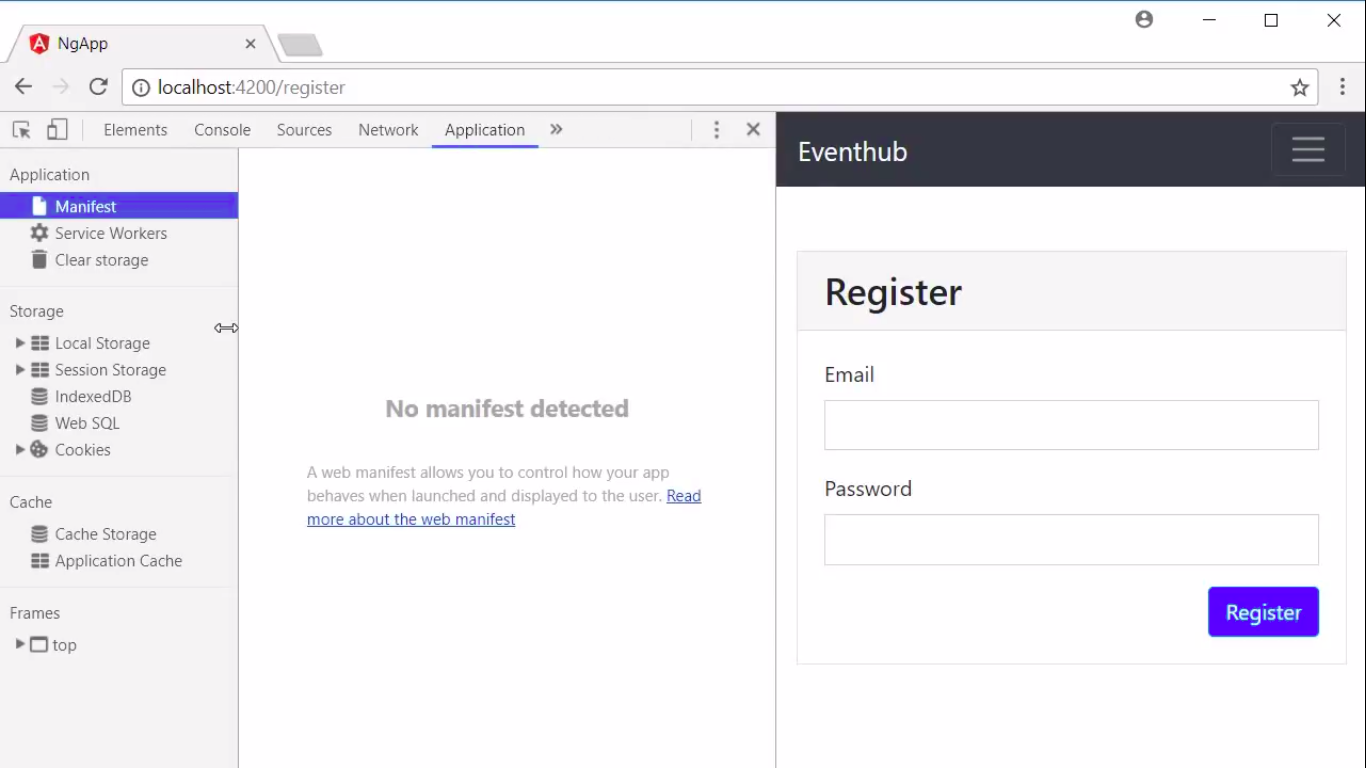 NgApp
localhost:4200/register
Elements Console Sources Network Application
Application
Manifest
Service Workers
Clear storage
Storage
Local Storage
Session Storage
IndexedDB
Web SQL
Cookies
Cache
Cache Storage
Application Cache
Frames
top
No manifest detected
A web manifest allows you to control how your app
behaves when launched and displayed to the user. Read
more about the web manifest
Eventhub
Register
Email
Password
Register